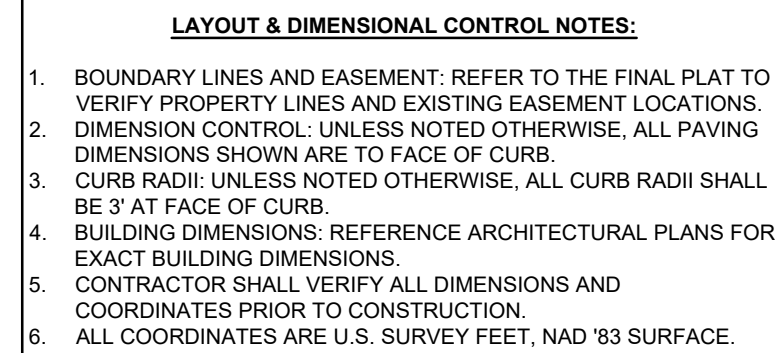 LAYOUT & DIMENSIONAL CONTROL NOTES:
1. BOUNDARY LINES AND EASEMENT: REFER TO THE FINAL PLAT TO
VERIFY PROPERTY LINES AND EXISTING EASEMENT LOCATIONS.
2. DIMENSION CONTROL: UNLESS NOTED OTHERWISE, ALL PAVING
DIMENSIONS SHOWN ARE TO FACE OF CURB.
3. CURB RADII: UNLESS NOTED OTHERWISE, ALL CURB RADII SHALL
BE 3' AT FACE OF CURB.
4. BUILDING DIMENSIONS: REFERENCE ARCHITECTURAL PLANS FOR
EXACT BUILDING DIMENSIONS.
5. CONTRACTOR SHALL VERIFY ALL DIMENSIONS AND
COORDINATES PRIOR TO CONSTRUCTION.
6. ALL COORDINATES ARE U.S. SURVEY FEET, NAD '83 SURFACE.